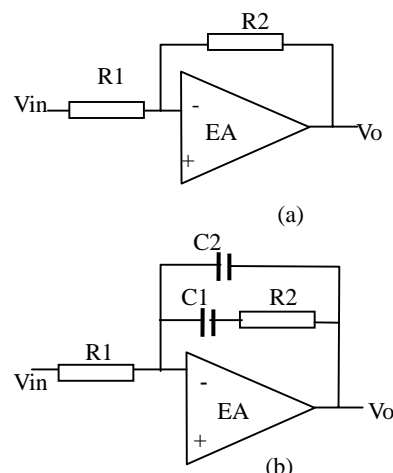 R2
R1
Vin
-
EA
+
Vo
(a)
C2
C1
R2
R1
Vin
-
EA
+
Vo
(b)